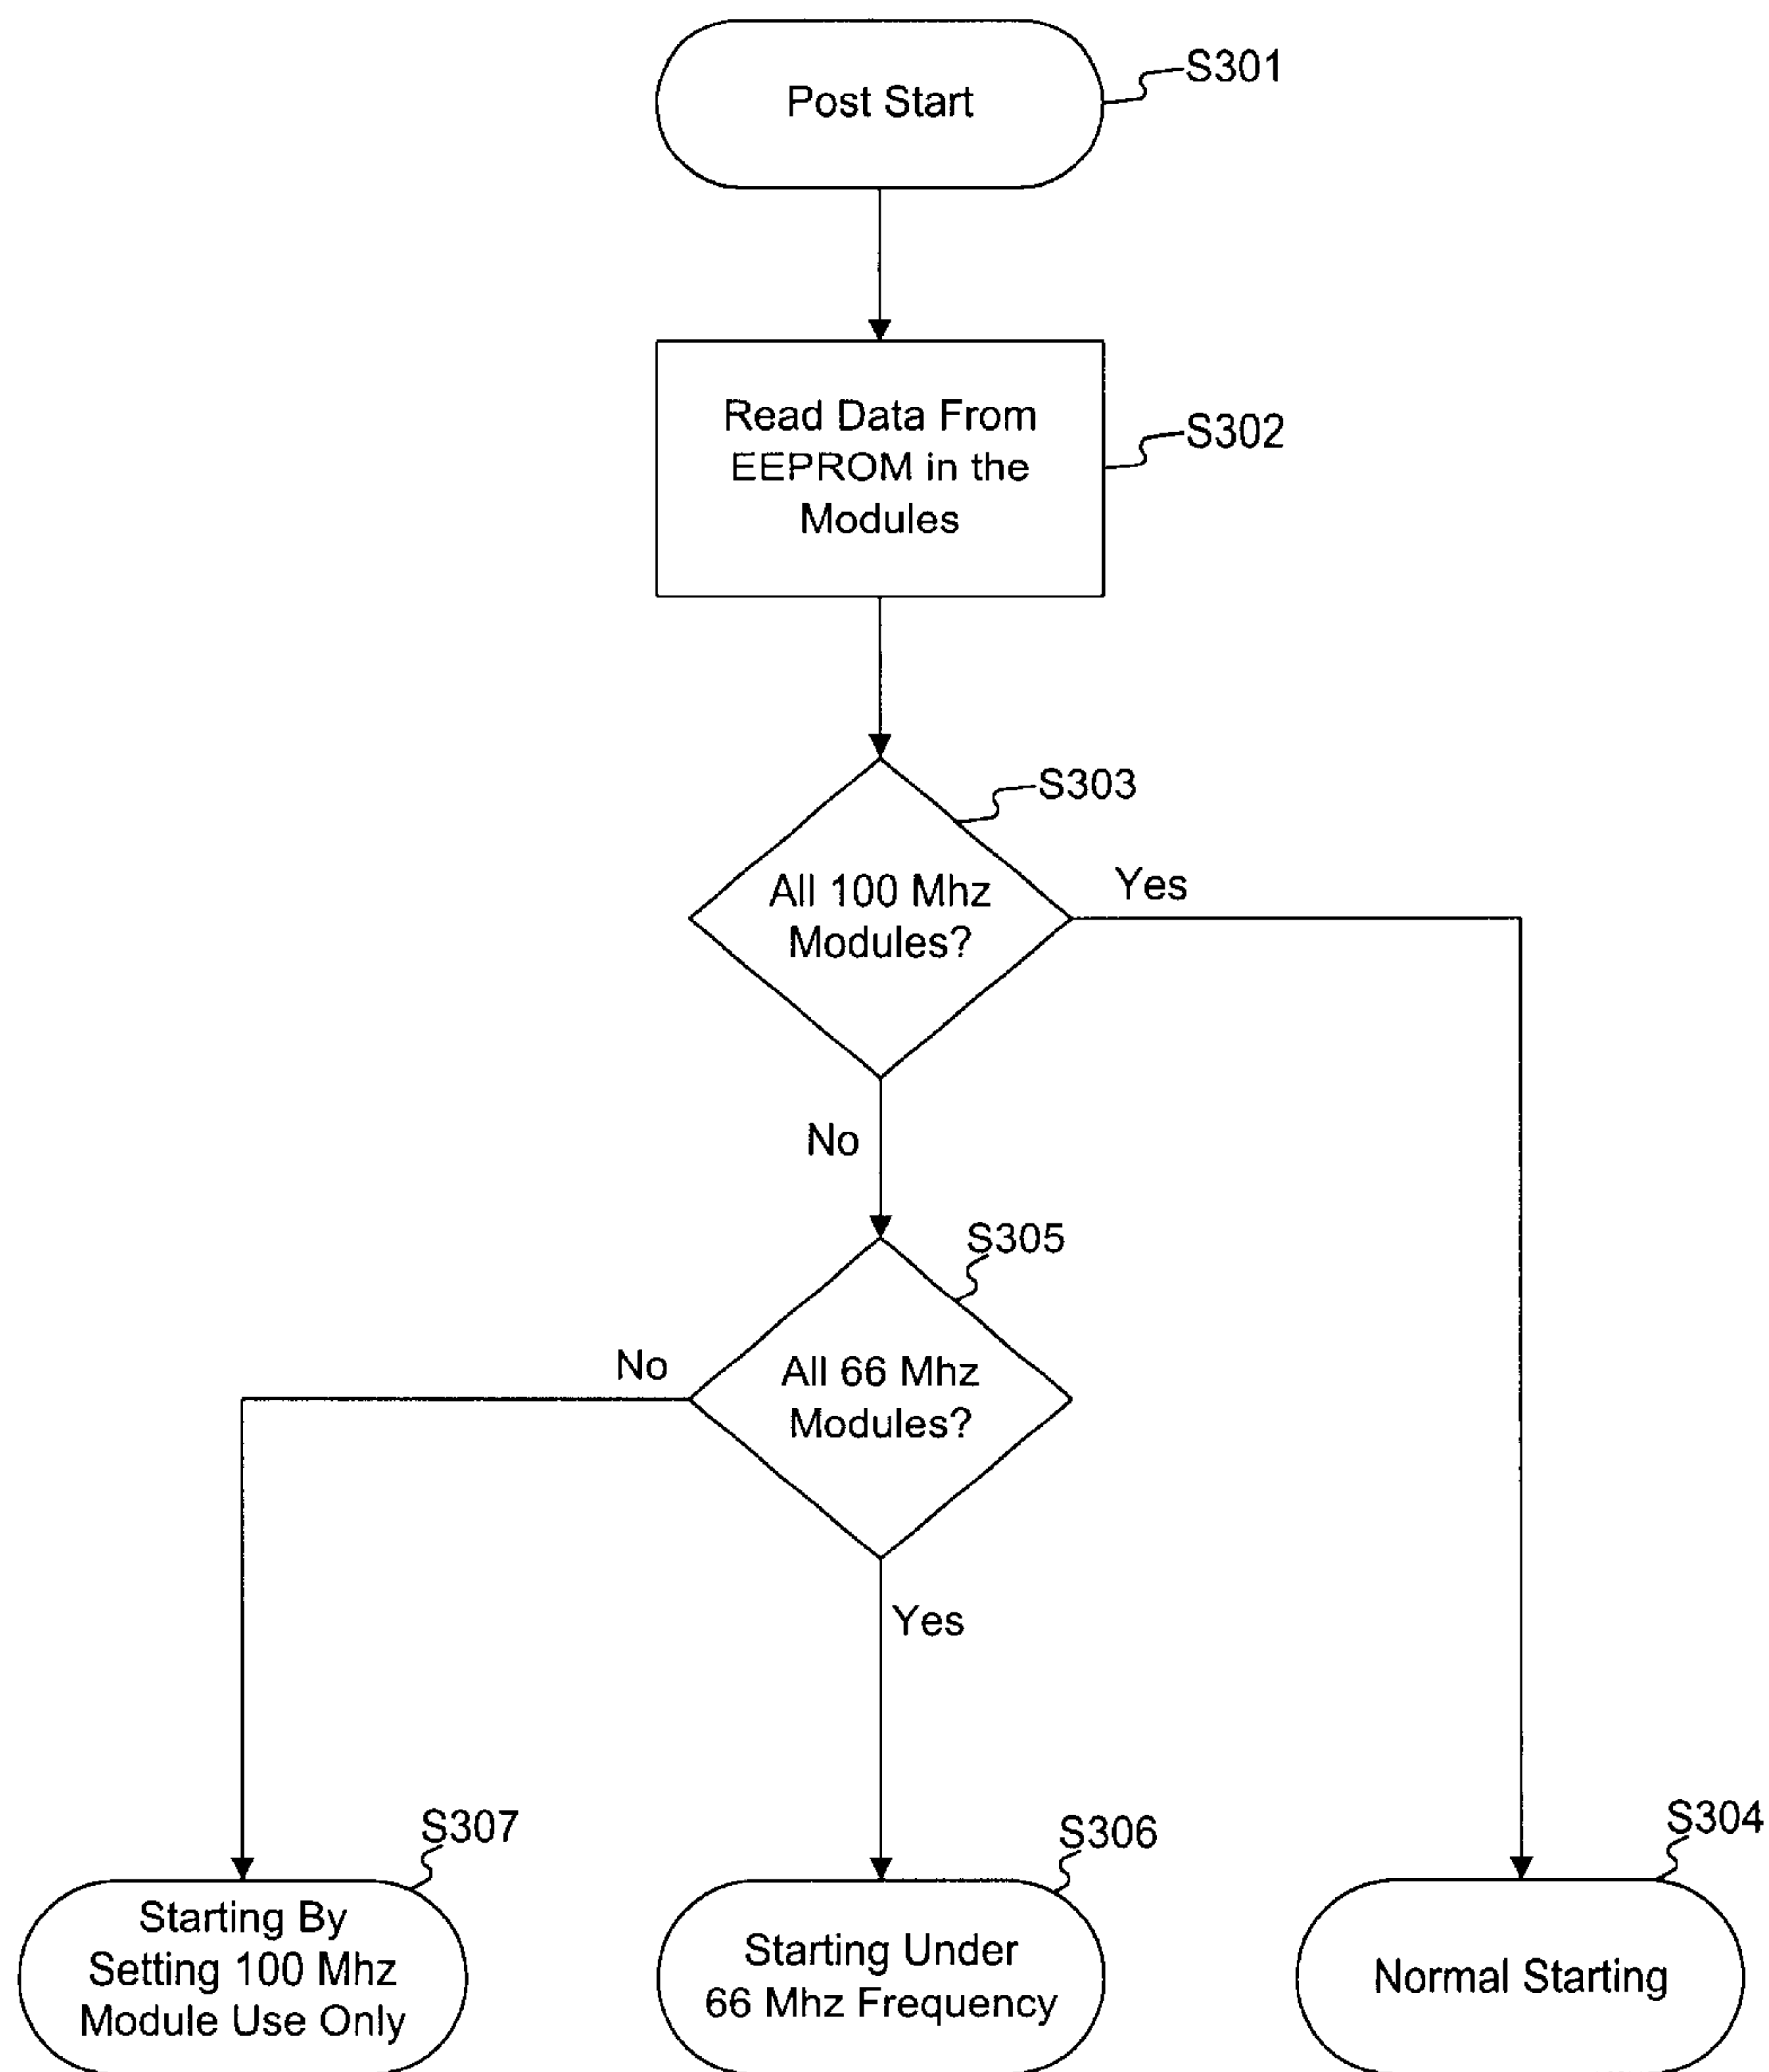 Post Start
S301
Read Data From
EEPROM in the
Modules
S302
S303
All 100 Mhz
Modules?
Yes
No
S305
All 66 Mhz
Modules?
No
Yes
S307
Starting By
Setting 100 Mhz
Module Use Only
S306
Starting Under
66 Mhz Frequency
S304
Normal Starting